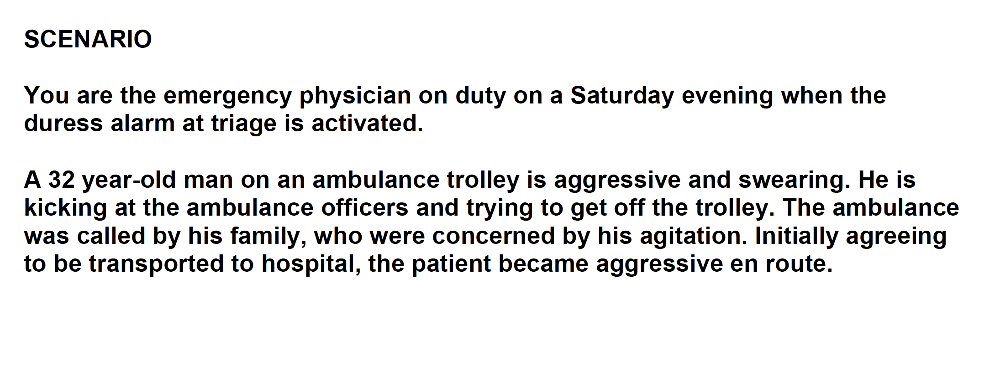 SCENARIO
You are the emergency physician on duty on a Saturday evening when the
duress alarm at triage is activated.
A 32 year-old man on an ambulance trolley is aggressive and swearing. He is
kicking at the ambulance officers and trying to get off the trolley. The ambulance
was called by his family, who were concerned by his agitation. Initially agreeing
to be transported to hospital, the patient became aggressive en route.